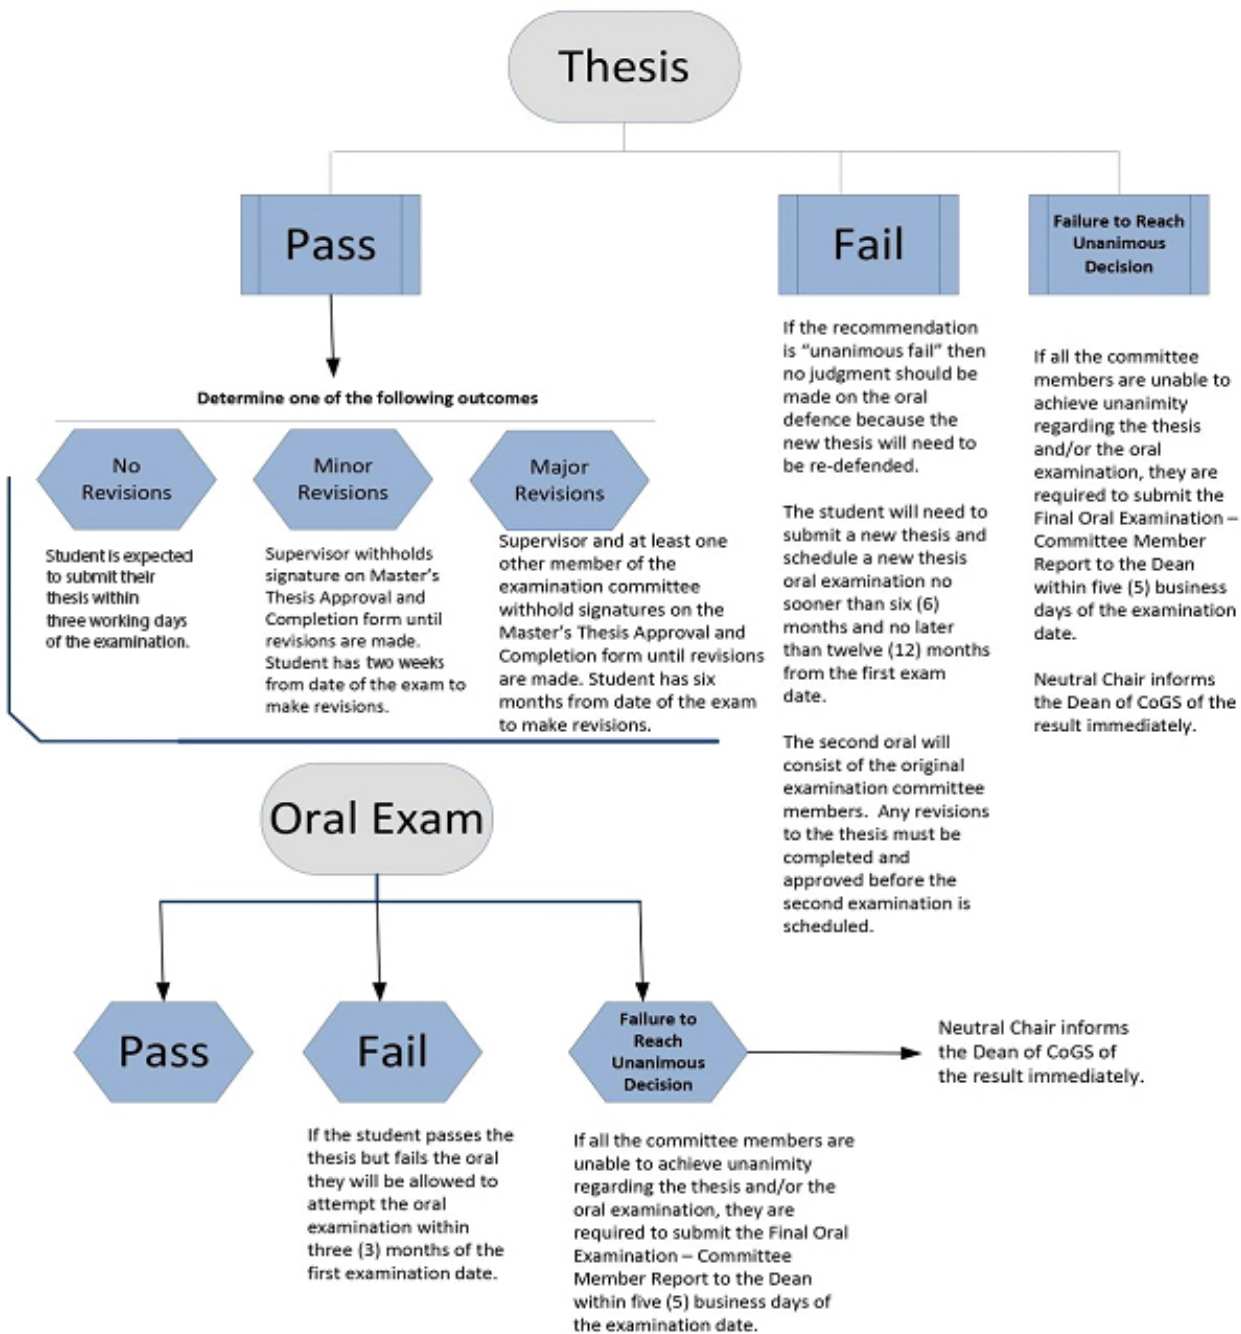 Thesis
Pass
Fail
Failure to Reach
Unanimous
Decision
Determine one of the following outcomes
No
Revisions
Minor
Revisions
Major
Revisions
Student is expected
to submit their
thesis within
three working days
of the examination.
Supervisor withholds
signature on Master's
Thesis Approval and
Completion form until
revisions are made.
Student has two weeks
from date of the exam to
make revisions.
Supervisor and at least one
other member of the
examination committee
withhold signatures on the
Master's Thesis Approval and
Completion form until revisions
are made. Student has six
months from date of the exam
to make revisions.
If the recommendation
is “unanimous fail” then
no judgment should be
made on the oral
defence because the
new thesis will need to
be re-defended.
The student will need to
submit a new thesis and
schedule a new thesis
oral examination no
sooner than six (6)
months and no later
than twelve (12) months
from the first exam
date.
The second oral will
consist of the original
examination committee
members.  Any revisions
to the thesis must be
completed and
approved before the
second examination is
scheduled.
If all the committee
members are unable to
achieve unanimity
regarding the thesis
and/or the oral
examination, they are
required to submit the
Final Oral Examination –
Committee Member
Report to the Dean
within five (5) business
days of the examination
date.
Neutral Chair informs
the Dean of CoGS of the
result immediately.
Oral Exam
Pass
Fail
Failure to
Reach
Unanimous
Decision
Neutral Chair informs
the Dean of CoGS of
the result immediately.
If the student passes the
thesis but fails the oral
they will be allowed to
attempt the oral
examination within
three (3) months of the
first examination date.
If all the committee members are
unable to achieve unanimity
regarding the thesis and/or the
oral examination, they are
required to submit the Final Oral
Examination – Committee
Member Report to the Dean
within five (5) business days of
the examination date.